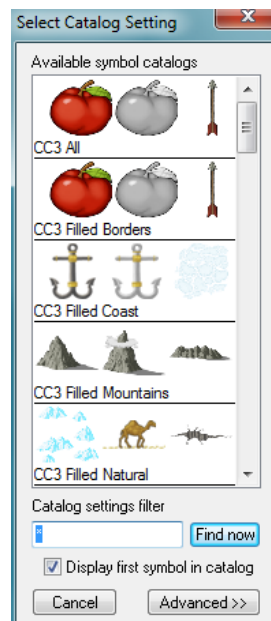 Select Catalog Setting
Available symbol catalogs
CC3 All
CC3 Filled Borders
CC3 Filled Coast
CC3 Filled Mountains
CC3 Filled Natural
Catalog settings filter
*
Find now
Display first symbol in catalog
Cancel
Advanced >>